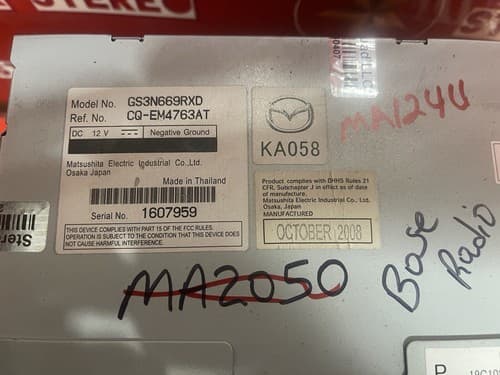 STEREO
Model No. GS3N669RXD
Ref. No. CQ-EM4763AT
DC 12 V Negative Ground
Matsushita Electric Industrial Co.,Ltd.
Osaka Japan
Made in Thailand
Serial No. 1607959
THIS DEVICE COMPLIES WITH PART 15 OF THE FCC RULES.
OPERATION IS SUBJECT TO THE CONDITION THAT THIS DEVICE
DOES NOT CAUSE HARMFUL INTERFERENCE.
KA058
Product complies with DHHS Rules 21
CFR, Subchapter J in effect as of date
of manufacture.
Matsushita Electric Industrial Co., Ltd.
Osaka, Japan
MANUFACTURED
OCTOBER 2008
MA124U
MA2050
Base
Radio
P